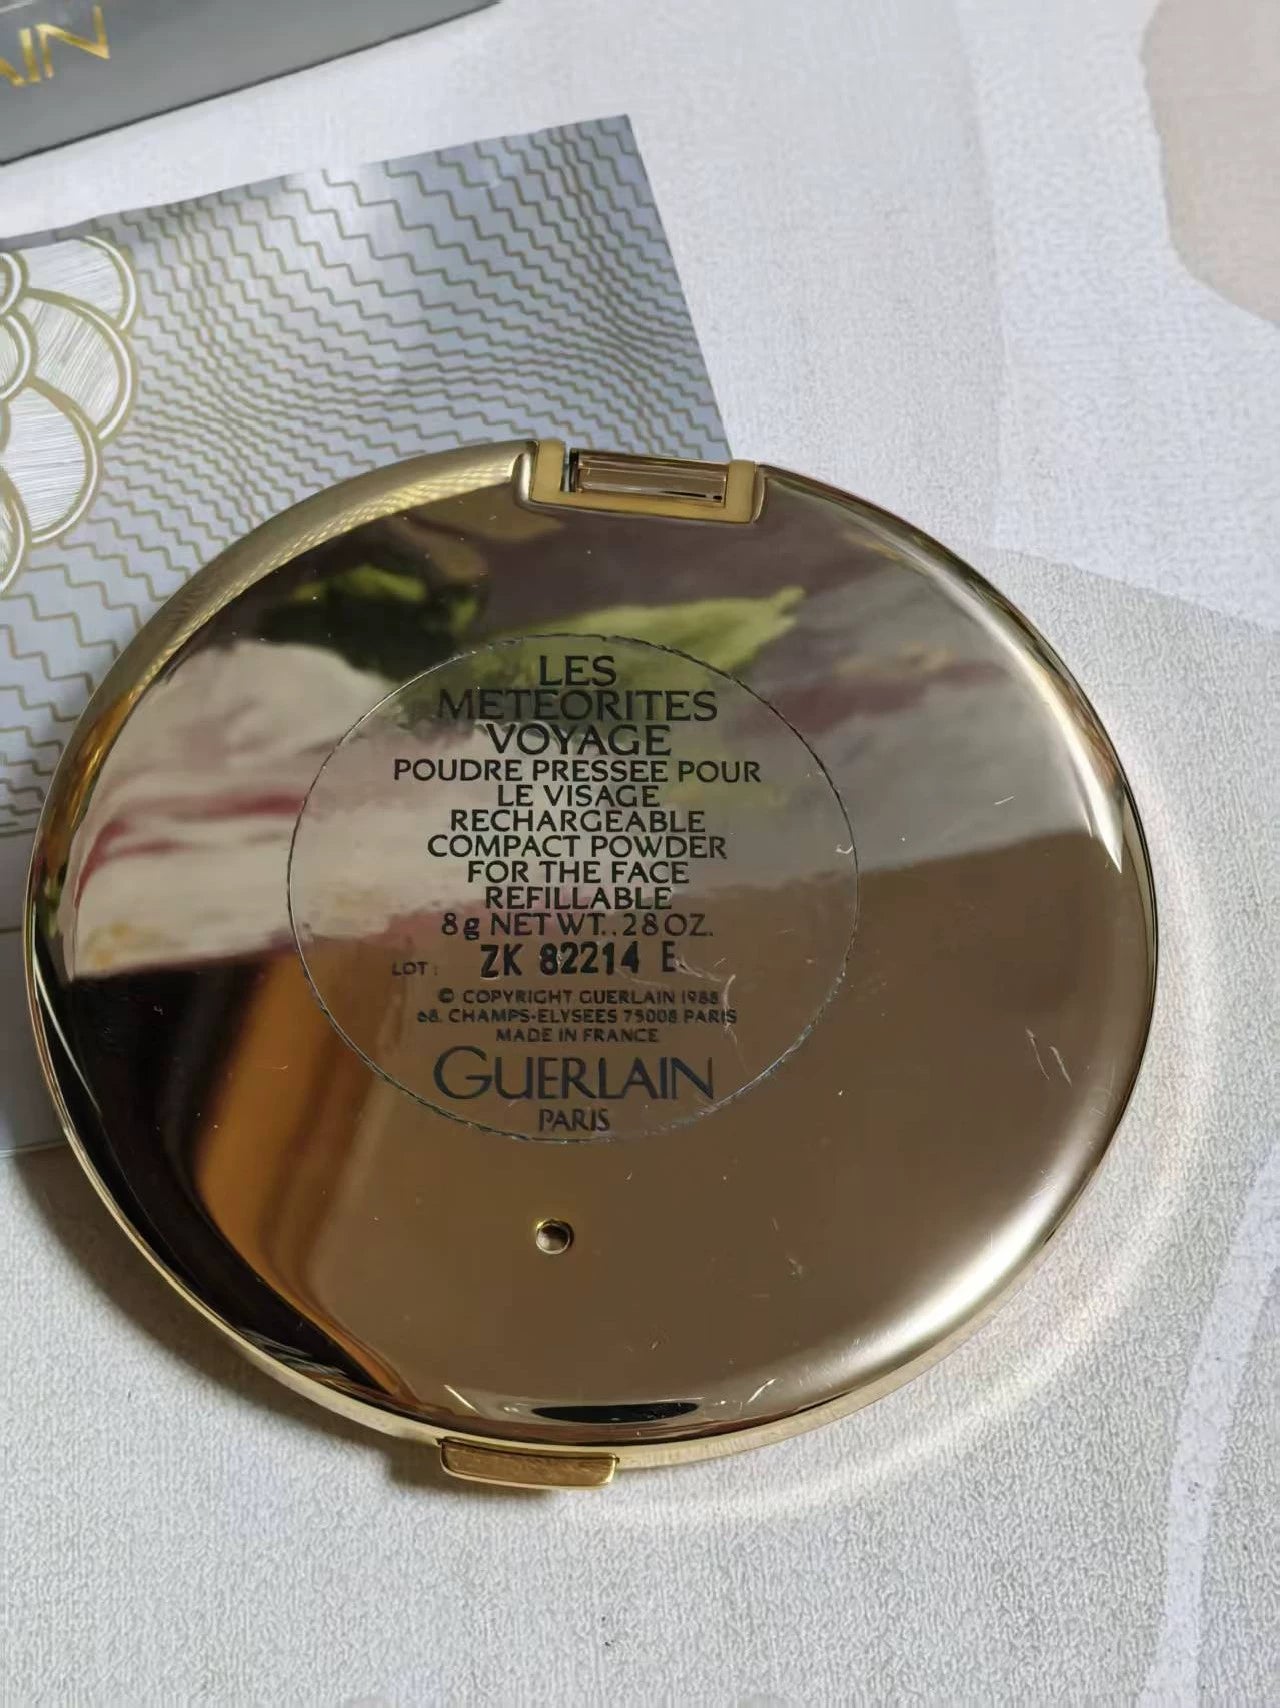 AIN
LES
METEORITES
VOYAGE
POUDRE PRESSEE POUR
LE VISAGE
RECHARGEABLE
COMPACT POWDER
FOR THE FACE
REFILLABLE
8g NET WT. .28 OZ.
LOT: ZK 82214 E
© COPYRIGHT GUERLAIN 1988
68, CHAMPS-ELYSEES 75008 PARIS
MADE IN FRANCE
GUERLAIN
PARIS